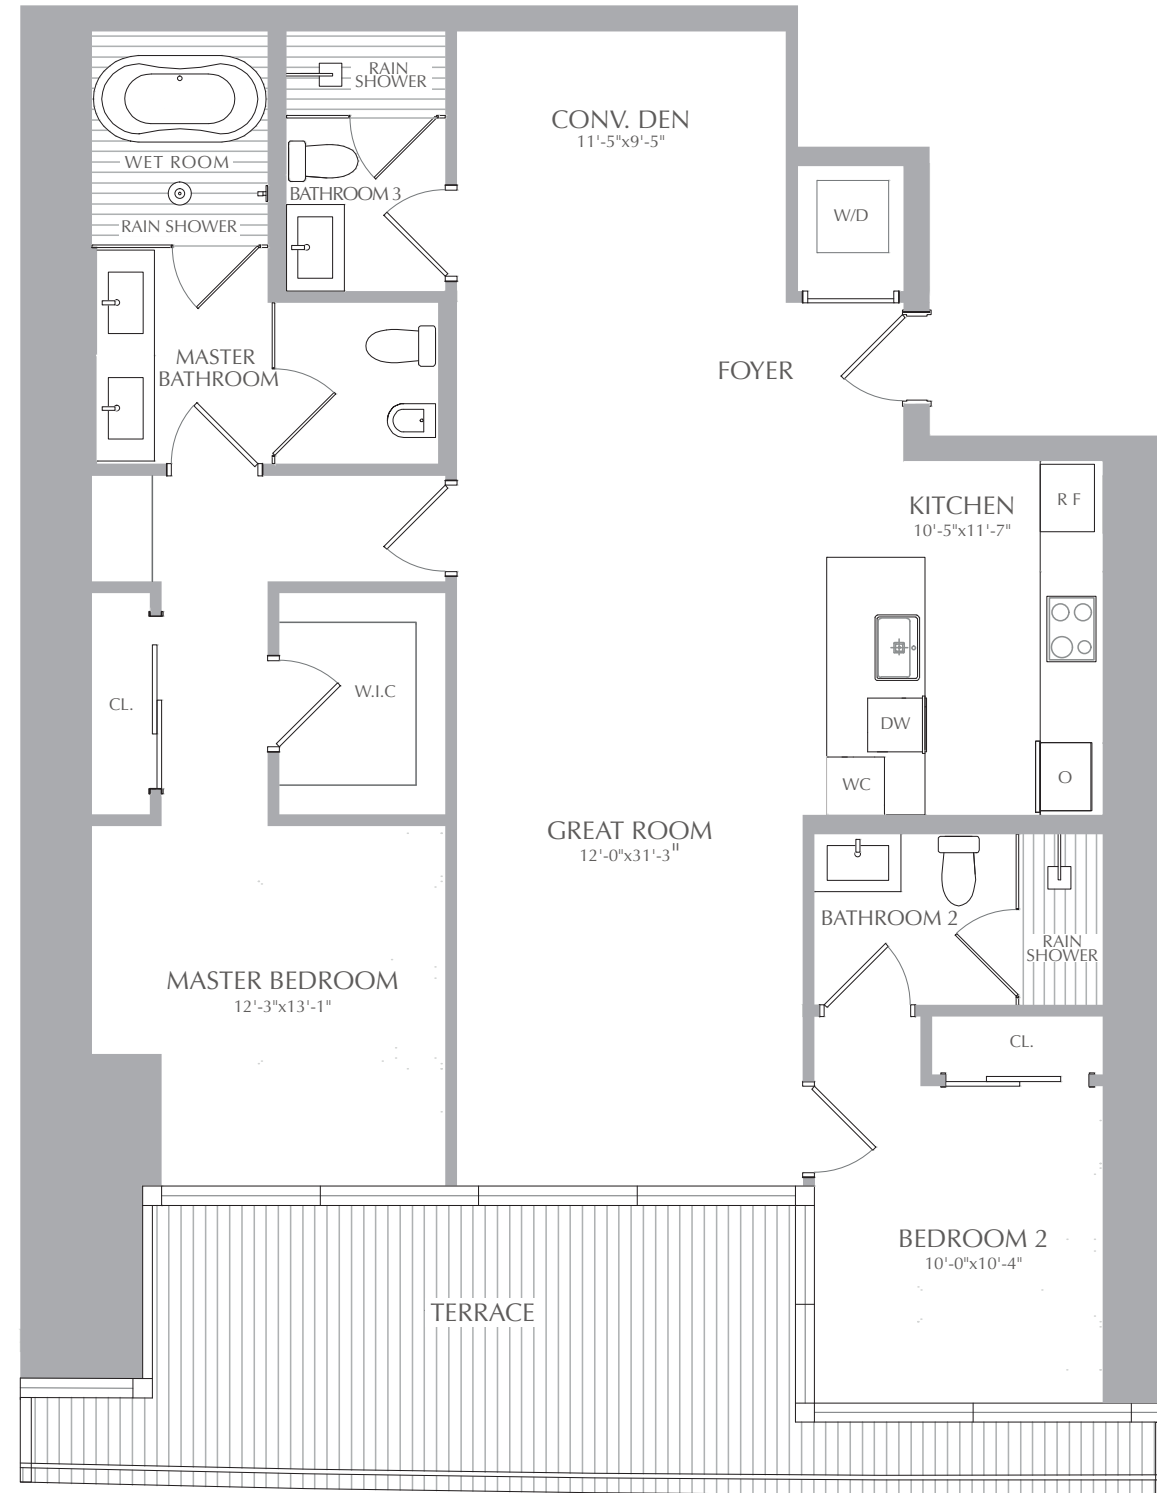 RAIN
SHOWER
CONV. DEN
11'-5"x9'-5"
WET ROOM
BATHROOM 3
RAIN SHOWER
W/D
MASTER
BATHROOM
FOYER
KITCHEN
10'-5"x11'-7"
R F
CL.
W.I.C
DW
WC
O
GREAT ROOM
12'-0"x31'-3"
BATHROOM 2
RAIN
SHOWER
MASTER BEDROOM
12'-3"x13'-1"
CL.
BEDROOM 2
10'-0"x10'-4"
TERRACE